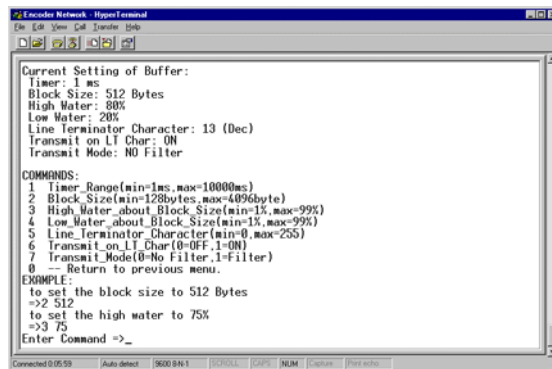 Encoder Network - HyperTerminal
File Edit View Call Transfer Help
Current Setting of Buffer:
Timer: 1 ms
Block Size: 512 Bytes
High Water: 80%
Low Water: 20%
Line Terminator Character: 13 (Dec)
Transmit on LT Char: ON
Transmit Mode: NO Filter
COMMANDS:
1 Timer_Range(min=1ms,max=10000ms)
2 Block_Size(min=128bytes,max=4096byte)
3 High_Water_about_Block_Size(min=1%,max=99%)
4 Low_Water_about_Block_Size(min=1%,max=99%)
5 Line_Terminator_Character(min=0,max=255)
6 Transmit_on_LT_Char(0=OFF,1=ON)
7 Transmit_Mode(0=No Filter,1=Filter)
0 -- Return to previous menu.
EXAMPLE:
to set the block size to 512 Bytes
=>2 512
to set the high water to 75%
=>3 75
Enter Command =>_
Connected 0:05:59 Auto detect 9600 8-N-1 SCROLL CAPS NUM Capture Print echo